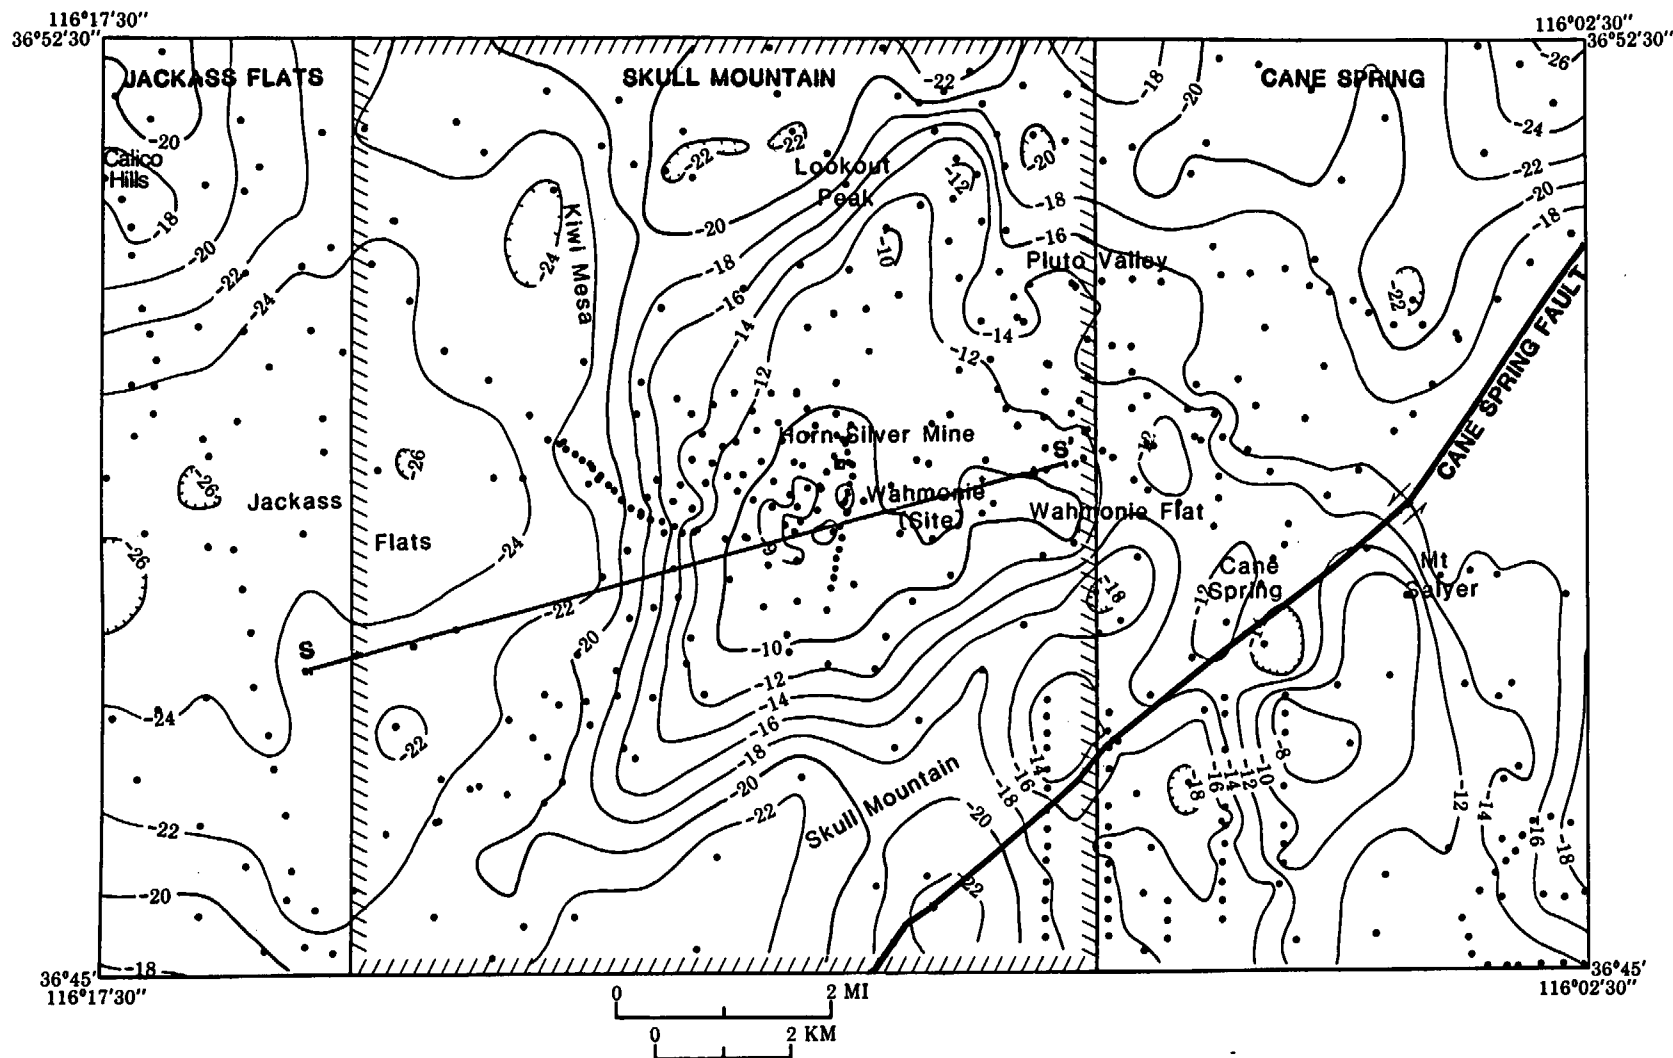 116°17'30"
116°02'30"
36°52'30"
36°52'30"
JACKASS FLATS
SKULL MOUNTAIN
CANE SPRING
-22
-18
-20
-26
-20
-24
Calico
Hills
-22
-22
-20
Lookout
Peak
-12
-22
-20
-18
-18
-18
-20
Kiwi Mesa
-20
-24
-10
-16
-18
Pluto Valley
-22
-24
-16
-22
-14
-14
-12
-12
CANE SPRING FAULT
Horn Silver Mine
-12
-26
-26
S'
Jackass
Wahmonie
(Site)
Wahmonie Flat
Flats
-24
-26
-9
-18
-12
Cane
Spring
Mt
Salyer
-22
-20
S
-10
-12
-14
-16
-18
-20
-22
-24
-22
-14
-16
-18
-8
-10
-12
-14
-16
-18
Skull Mountain
-20
-22
-12
-14
-16
-18
-22
-20
-18
36°45'
116°17'30"
36°45'
116°02'30"
0 2 MI
0 2 KM